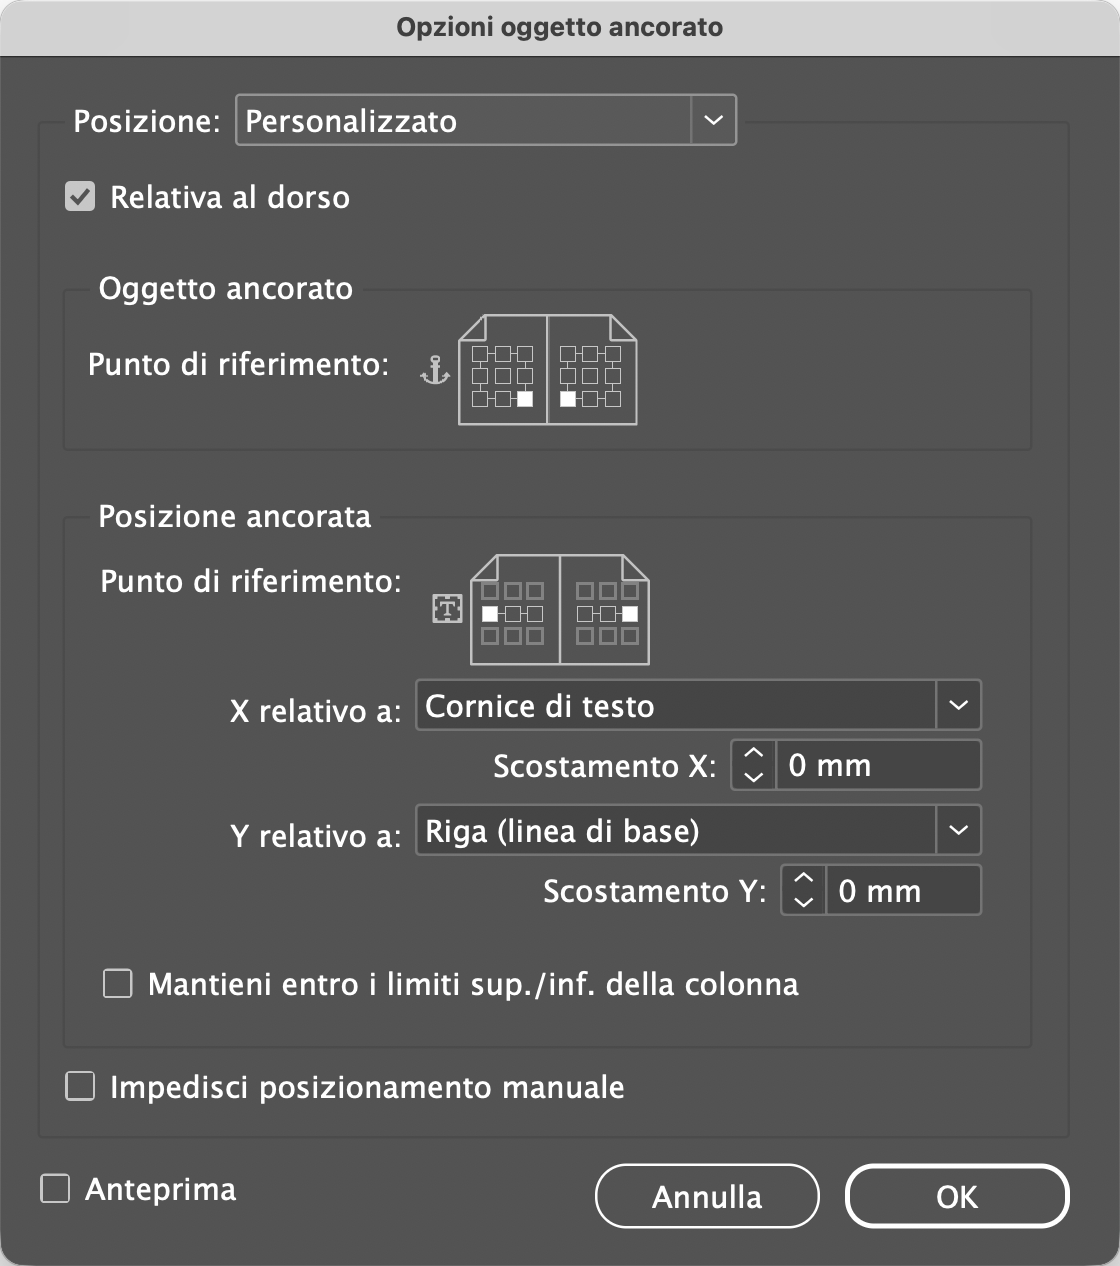 Opzioni oggetto ancorato
Posizione: Personalizzato
Relativa al dorso
Oggetto ancorato
Punto di riferimento:
Posizione ancorata
Punto di riferimento:
T
X relativo a: Cornice di testo
Scostamento X: 0 mm
Y relativo a: Riga (linea di base)
Scostamento Y: 0 mm
Mantieni entro i limiti sup./inf. della colonna
Impedisci posizionamento manuale
Anteprima
Annulla
OK